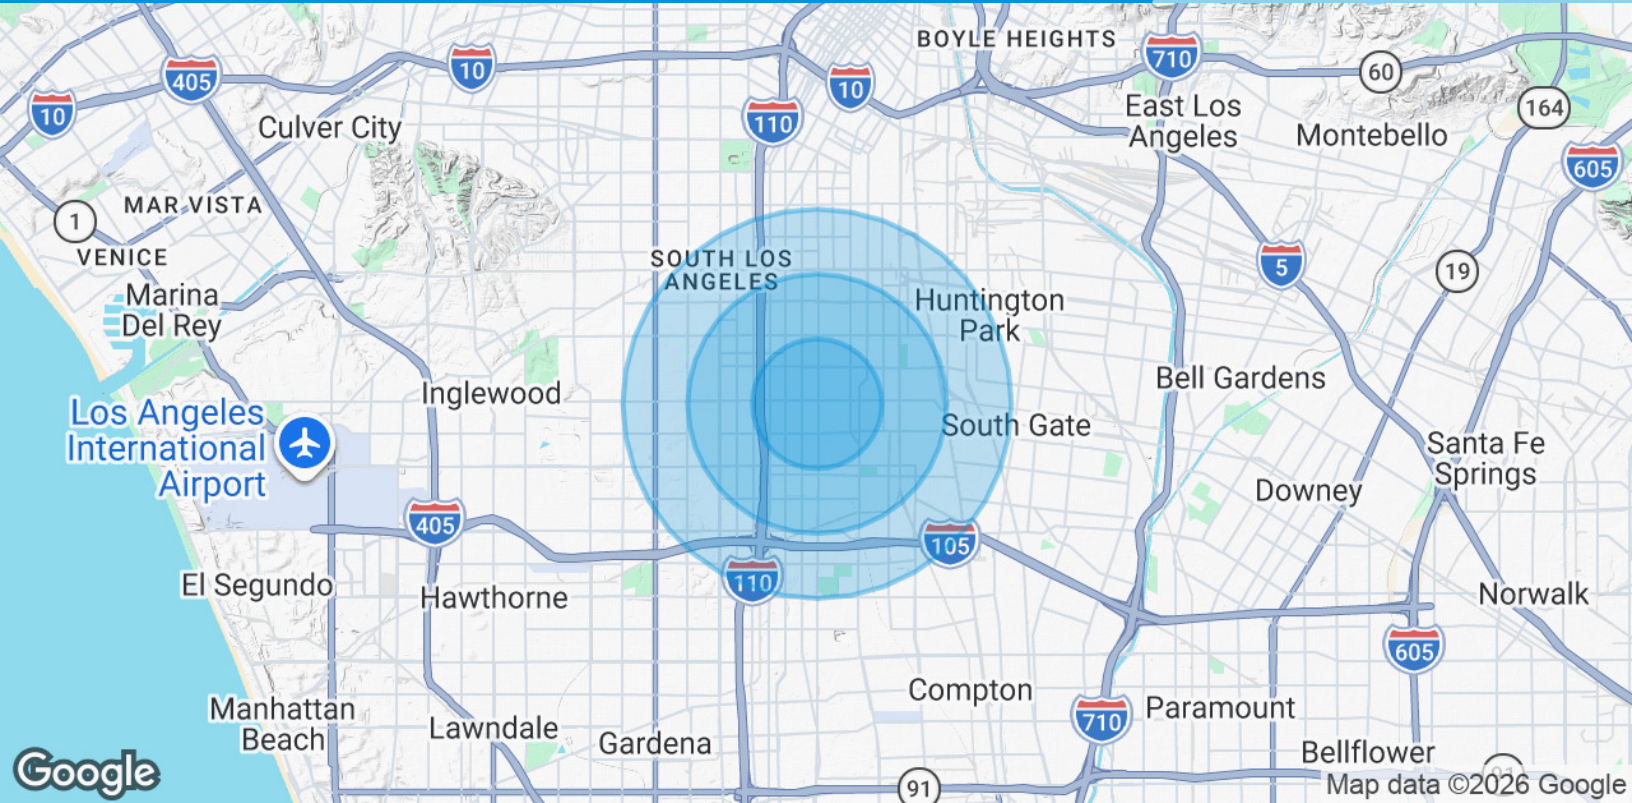 BOYLE HEIGHTS
710
60
10
405
10
10
164
East Los
Angeles
110
Culver City
Montebello
605
MAR VISTA
1
VENICE
SOUTH LOS
ANGELES
5
19
Marina
Del Rey
Huntington
Park
Bell Gardens
Inglewood
Los Angeles
International
Airport
South Gate
Santa Fe
Springs
Downey
405
105
110
El Segundo
Hawthorne
Norwalk
605
Compton
Manhattan
Beach
Lawndale
710
Paramount
Gardena
Bellflower
Google
91
91
Map data ©2026 Google